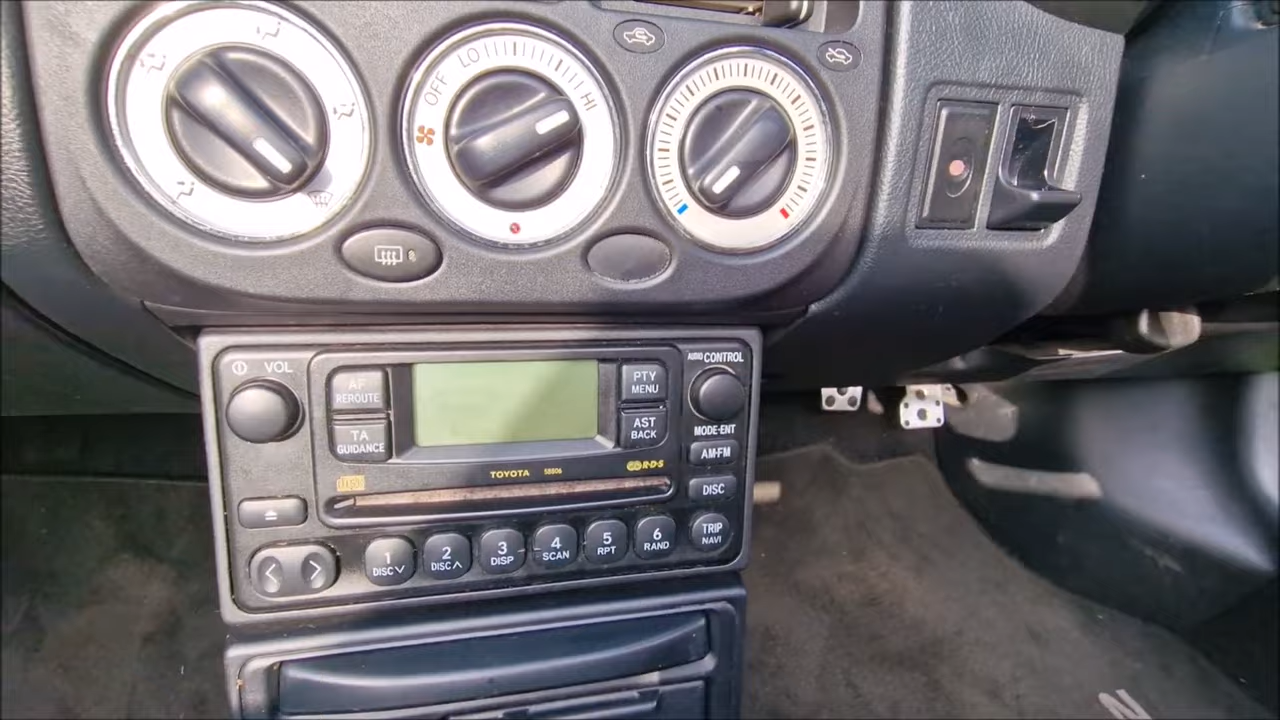 OFF LO HI
VOL
AF
REROUTE
TA
GUIDANCE
PTY
MENU
AST
BACK
AUDIO CONTROL
MODE·ENT
AM·FM
DISC
TRIP
NAVI
TOYOTA 58806 R·D·S
1
DISC
2
DISC
3
DISP
4
SCAN
5
RPT
6
RAND